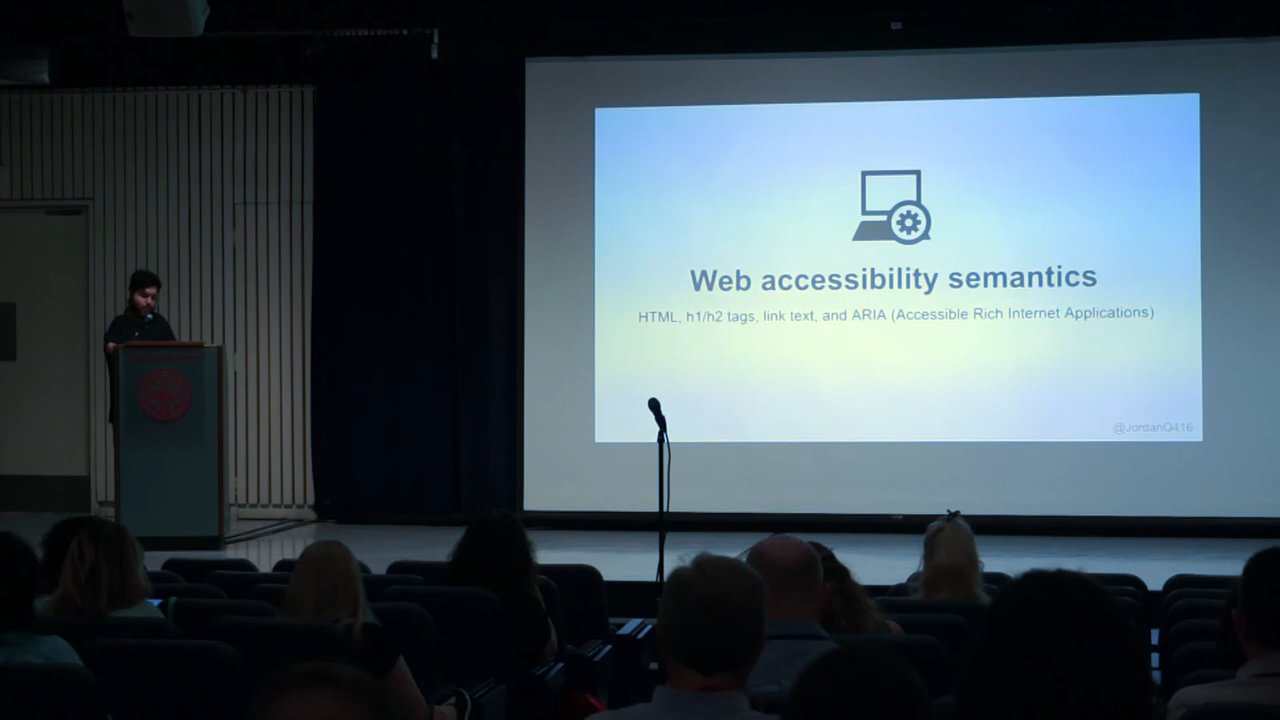 Web accessibility semantics
HTML, h1/h2 tags, link text, and ARIA (Accessible Rich Internet Applications)
@JordanQ416